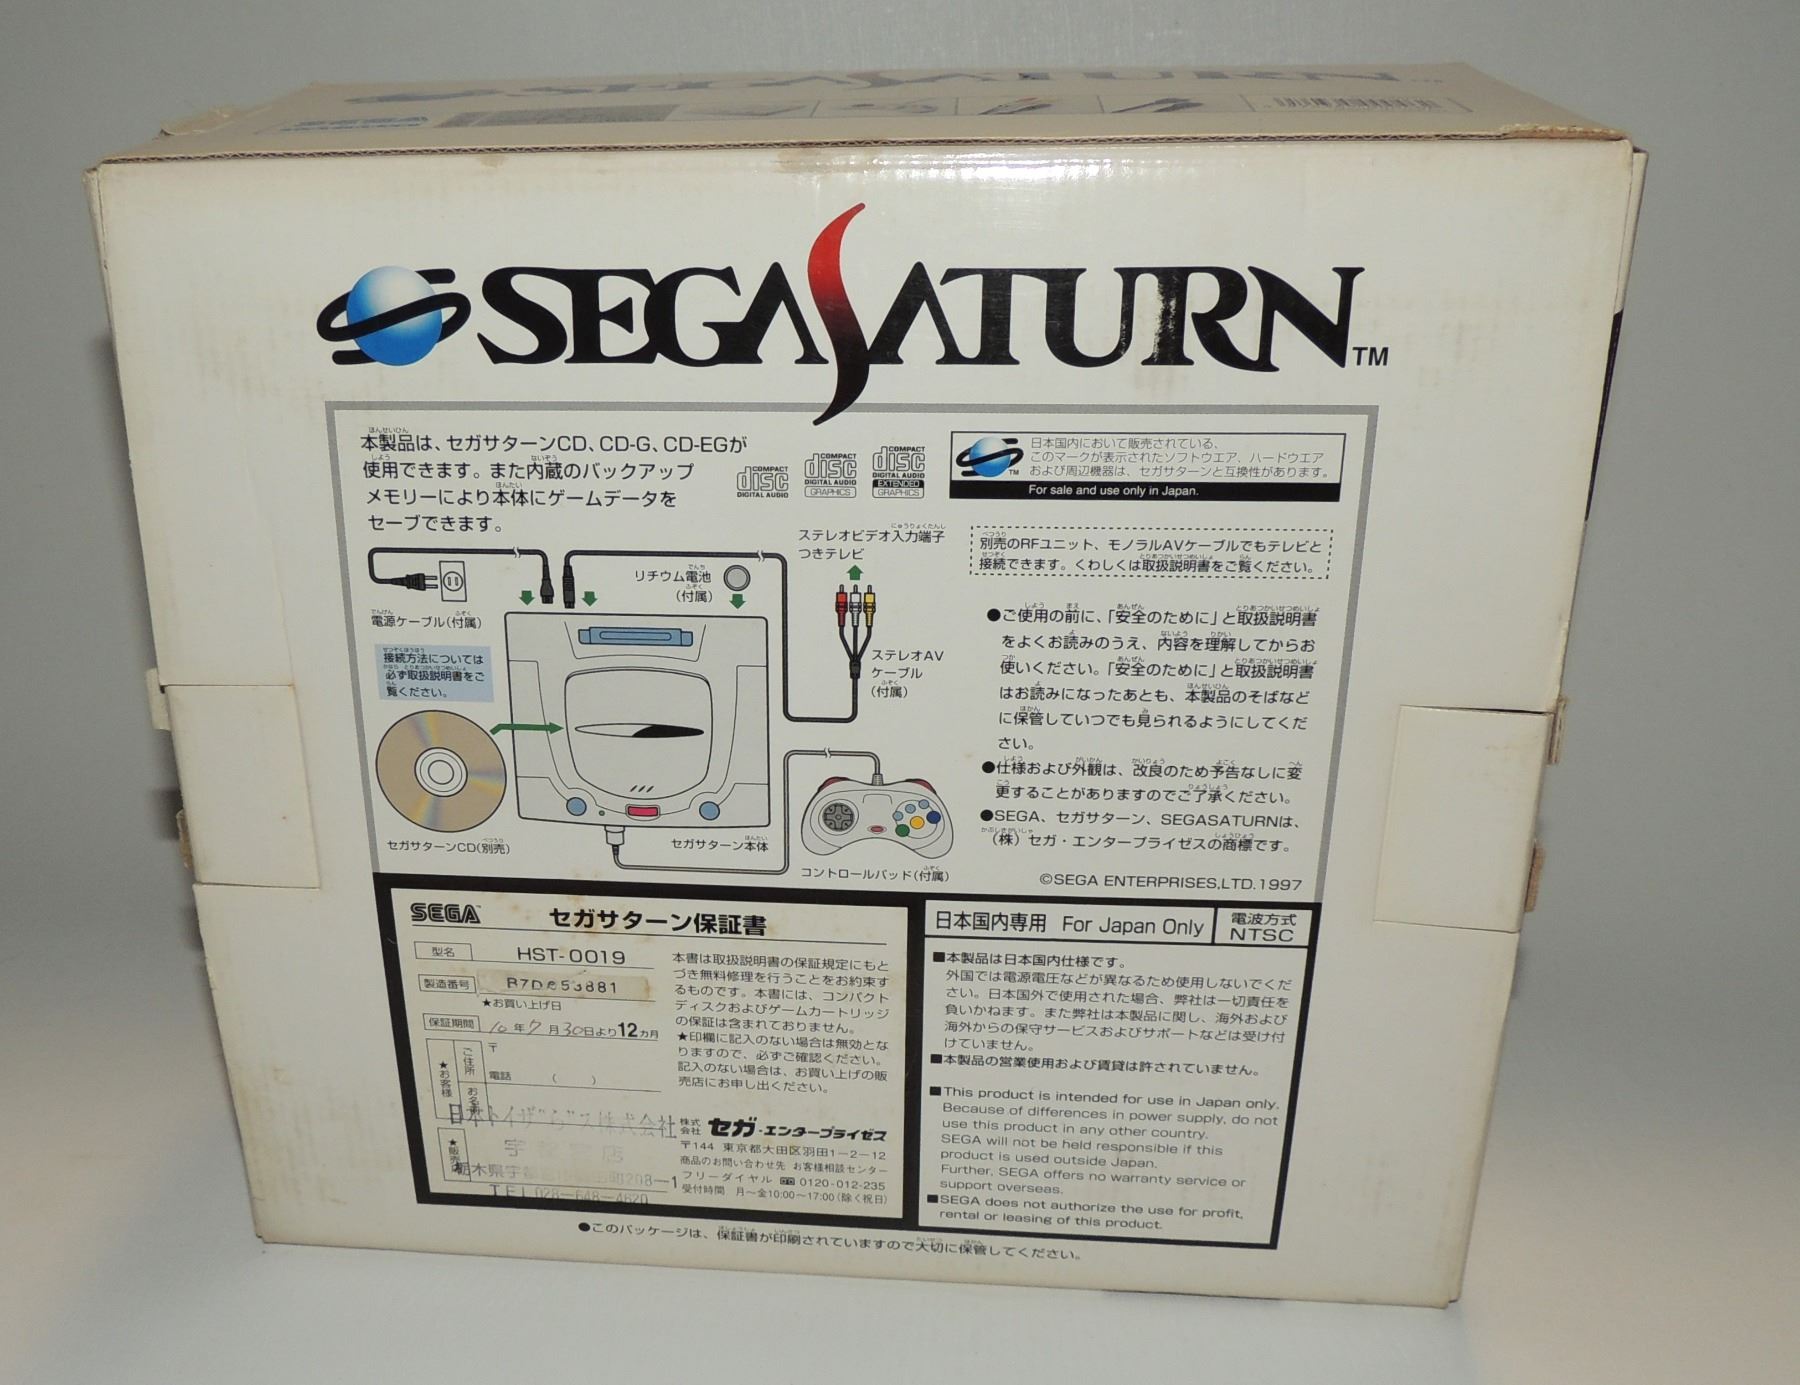 SEGASATURN
SEGASATURN TM
本製品は、セガサターンCD、CD-G、CD-EGが
使用できます。また内蔵のバックアップ
メモリーにより本体にゲームデータを
セーブできます。
COMPACT disc DIGITAL AUDIO
COMPACT disc DIGITAL AUDIO GRAPHICS
COMPACT disc DIGITAL AUDIO EXTENDED GRAPHICS
TM
日本国内において販売されている、
このマークが表示されたソフトウエア、ハードウエア
および周辺機器は、セガサターンと互換性があります。
For sale and use only in Japan.
ステレオビデオ入力端子
つきテレビ
別売のRFユニット、モノラルAVケーブルでもテレビと
接続できます。くわしくは取扱説明書をご覧ください。
リチウム電池
(付属)
電源ケーブル(付属)
接続方法については
必ず取扱説明書をご
覧ください。
ステレオAV
ケーブル
(付属)
セガサターンCD(別売)
セガサターン本体
コントロールパッド(付属)
●ご使用の前に、「安全のために」と取扱説明書
をよくお読みのうえ、内容を理解してからお
使いください。「安全のために」と取扱説明書
はお読みになったあとも、本製品のそばなど
に保管していつでも見られるようにしてくだ
さい。
●仕様および外観は、改良のため予告なしに変
更することがありますのでご了承ください。
●SEGA、セガサターン、SEGASATURNは、
(株)セガ・エンタープライゼスの商標です。
©SEGA ENTERPRISES,LTD.1997
SEGA セガサターン保証書
型名 HST-0019
製造番号
★お買い上げ日
保証期間 10年7月30日より12カ月
★お客様
ご住所 〒
電話 ( )
お名前
★販売店
日本トイザらス株式会社
TEL 028-648-4620
本書は取扱説明書の保証規定にもと
づき無料修理を行うことをお約束す
るものです。本書には、コンパクト
ディスクおよびゲームカートリッジ
の保証は含まれておりません。
★印欄に記入のない場合は無効とな
りますので、必ずご確認ください。
記入のない場合は、お買い上げの販
売店にお申し出ください。
株式会社 セガ・エンタープライゼス
〒144 東京都大田区羽田1-2-12
商品のお問い合わせ先 お客様相談センター
フリーダイヤル 0120-012-235
受付時間 月〜金10:00〜17:00(除く祝日)
日本国内専用 For Japan Only
電波方式
NTSC
■本製品は日本国内仕様です。
外国では電源電圧などが異なるため使用しないでくだ
さい。日本国外で使用された場合、弊社は一切責任を
負いかねます。また弊社は本製品に関し、海外および
海外からの保守サービスおよびサポートなどは受け付
けていません。
■本製品の営業使用および賃貸は許されていません。
■This product is intended for use in Japan only.
Because of differences in power supply, do not
use this product in any other country.
SEGA will not be held responsible if this
product is used outside Japan.
Further, SEGA offers no warranty service or
support overseas.
■SEGA does not authorize the use for profit,
rental or leasing of this product.
●このパッケージは、保証書が印刷されていますので大切に保管してください。